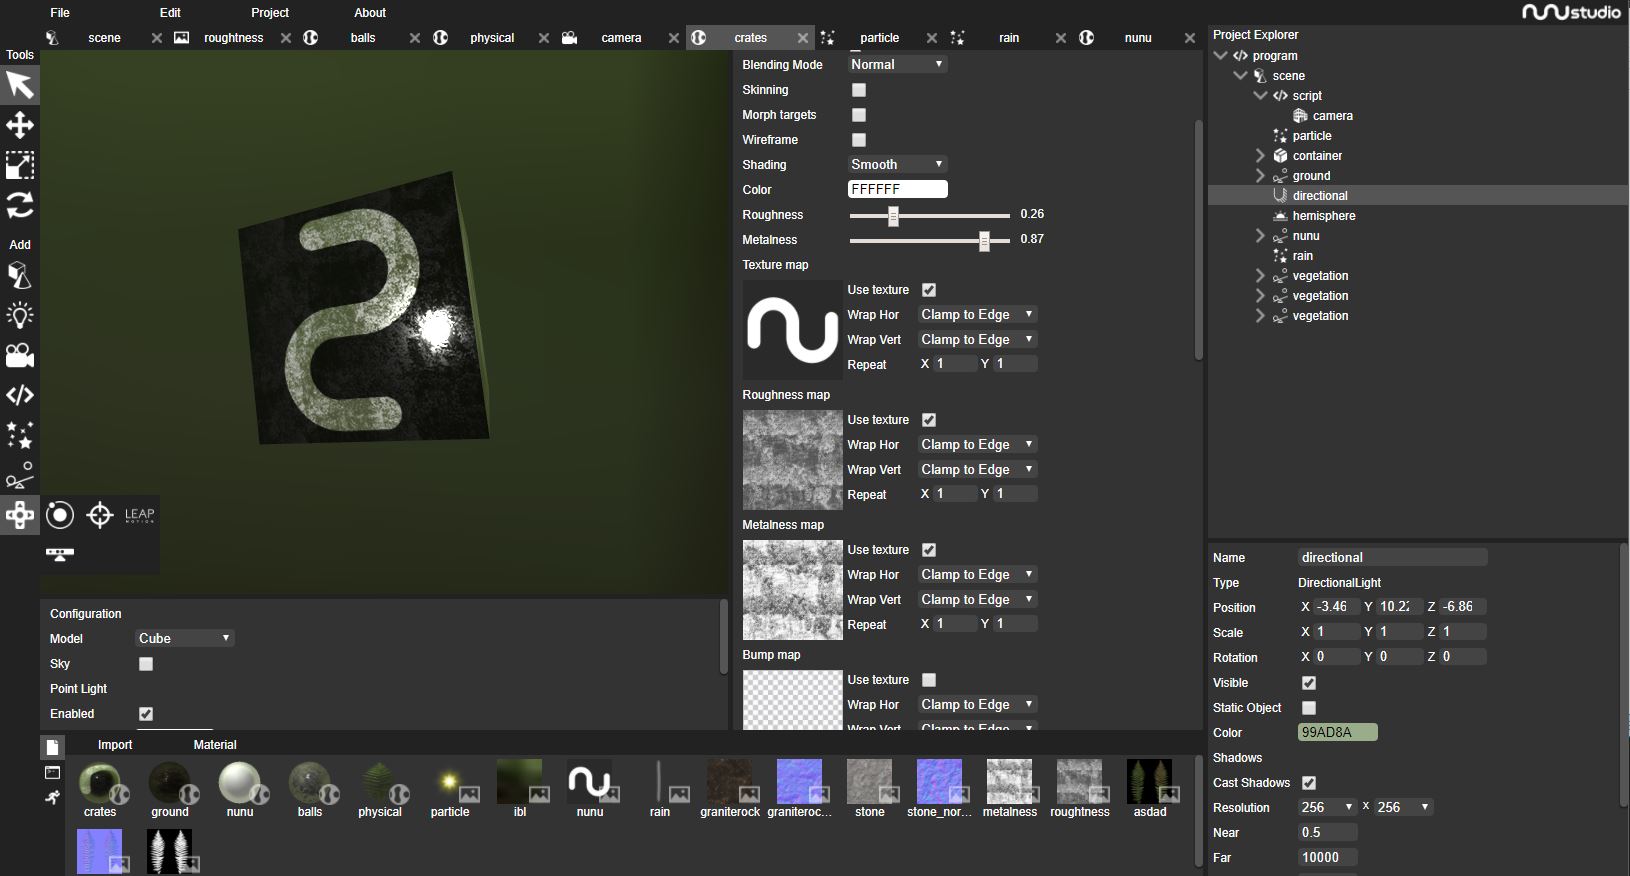 File Edit Project About
nunustudio
scene roughtness balls physical camera crates particle rain nunu
Tools
Add
LEAP
MOTION
Configuration
Model Cube
Sky
Point Light
Enabled
Blending Mode Normal
Skinning
Morph targets
Wireframe
Shading Smooth
Color FFFFFF
Roughness 0.26
Metalness 0.87
Texture map
Use texture
Wrap Hor Clamp to Edge
Wrap Vert Clamp to Edge
Repeat X 1 Y 1
Roughness map
Use texture
Wrap Hor Clamp to Edge
Wrap Vert Clamp to Edge
Repeat X 1 Y 1
Metalness map
Use texture
Wrap Hor Clamp to Edge
Wrap Vert Clamp to Edge
Repeat X 1 Y 1
Bump map
Use texture
Wrap Hor Clamp to Edge
Wrap Vert Clamp to Edge
Import Material
crates ground nunu balls physical particle ibl nunu rain graniterock graniteroc... stone stone_nor... metalness roughtness asdad
Project Explorer
</> program
scene
</> script
camera
particle
container
ground
directional
hemisphere
nunu
rain
vegetation
vegetation
vegetation
Name directional
Type DirectionalLight
Position X -3.46 Y 10.22 Z -6.86
Scale X 1 Y 1 Z 1
Rotation X 0 Y 0 Z 0
Visible
Static Object
Color 99AD8A
Shadows
Cast Shadows
Resolution 256 x 256
Near 0.5
Far 10000